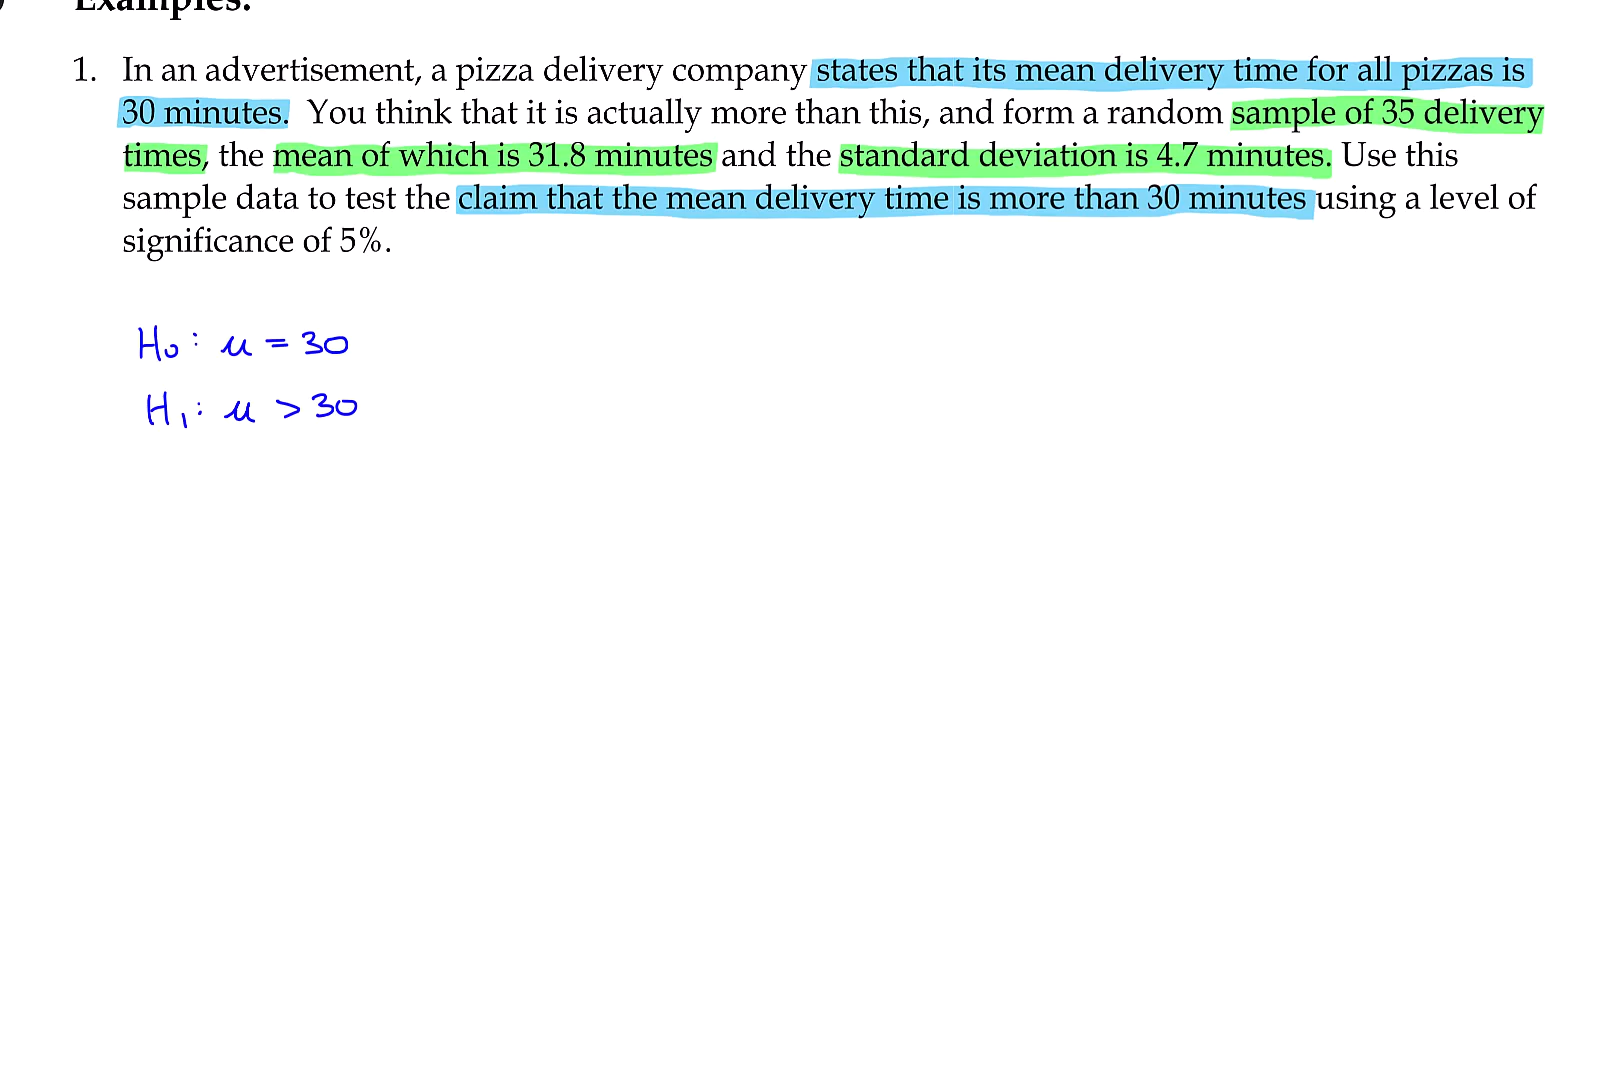 Examples:
1. In an advertisement, a pizza delivery company states that its mean delivery time for all pizzas is
30 minutes. You think that it is actually more than this, and form a random sample of 35 delivery
times, the mean of which is 31.8 minutes and the standard deviation is 4.7 minutes. Use this
sample data to test the claim that the mean delivery time is more than 30 minutes using a level of
significance of 5%.
H₀: μ = 30
H₁: μ > 30